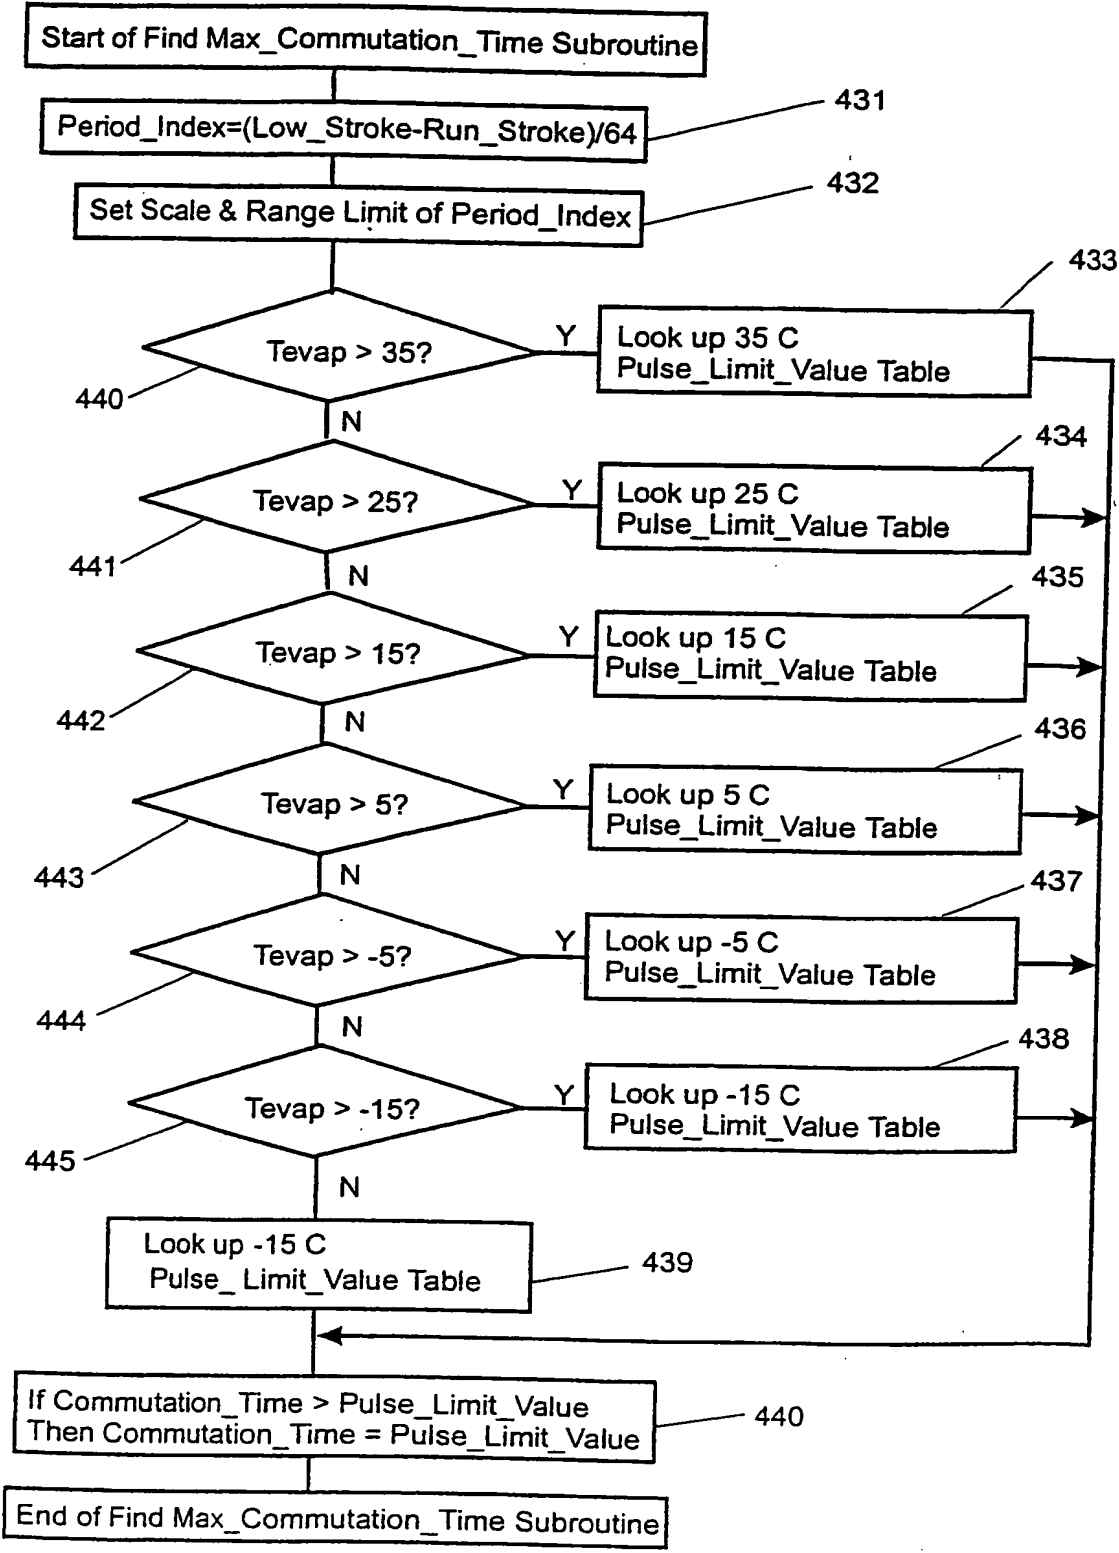 Start of Find Max_Commutation_Time Subroutine
431
Period_Index=(Low_Stroke-Run_Stroke)/64
432
Set Scale & Range Limit of Period_Index
433
Tevap > 35?
Y
Look up 35 C
Pulse_Limit_Value Table
440
N
434
Tevap > 25?
Y
Look up 25 C
Pulse_Limit_Value Table
441
N
435
Tevap > 15?
Y
Look up 15 C
Pulse_Limit_Value Table
442
N
436
Tevap > 5?
Y
Look up 5 C
Pulse_Limit_Value Table
443
N
437
Tevap > -5?
Y
Look up -5 C
Pulse_Limit_Value Table
444
N
438
Tevap > -15?
Y
Look up -15 C
Pulse_Limit_Value Table
445
N
Look up -15 C
Pulse_ Limit_Value Table
439
If Commutation_Time > Pulse_Limit_Value
Then Commutation_Time = Pulse_Limit_Value
440
End of Find Max_Commutation_Time Subroutine